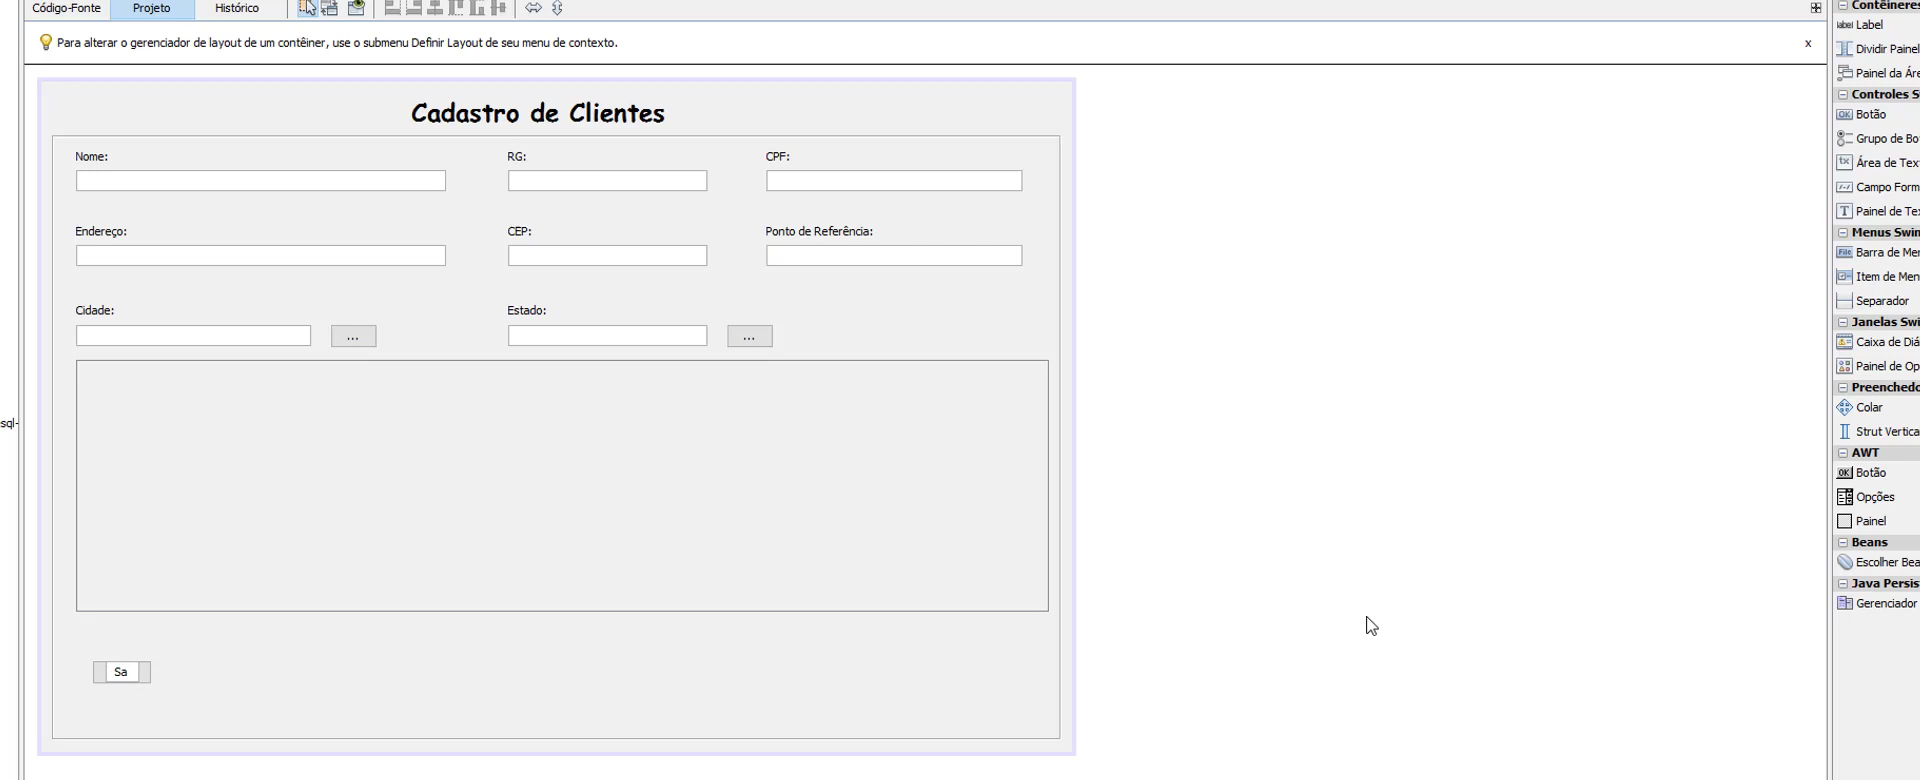 Código-Fonte Projeto Histórico
Para alterar o gerenciador de layout de um contêiner, use o submenu Definir Layout de seu menu de contexto. x
Cadastro de Clientes
Nome: RG: CPF:
Endereço: CEP: Ponto de Referência:
Cidade: Estado:
... ...
Sa
sql-
Contêineres
Label
Dividir Painel
Painel da Áre
Controles S
OK Botão
Grupo de Bo
Área de Tex
Campo Form
Painel de Te
Menus Swin
Barra de Mer
Item de Men
Separador
Janelas Swi
Caixa de Diá
Painel de Op
Preenchedo
Colar
Strut Vertica
AWT
OK Botão
Opções
Painel
Beans
Escolher Bea
Java Persis
Gerenciador